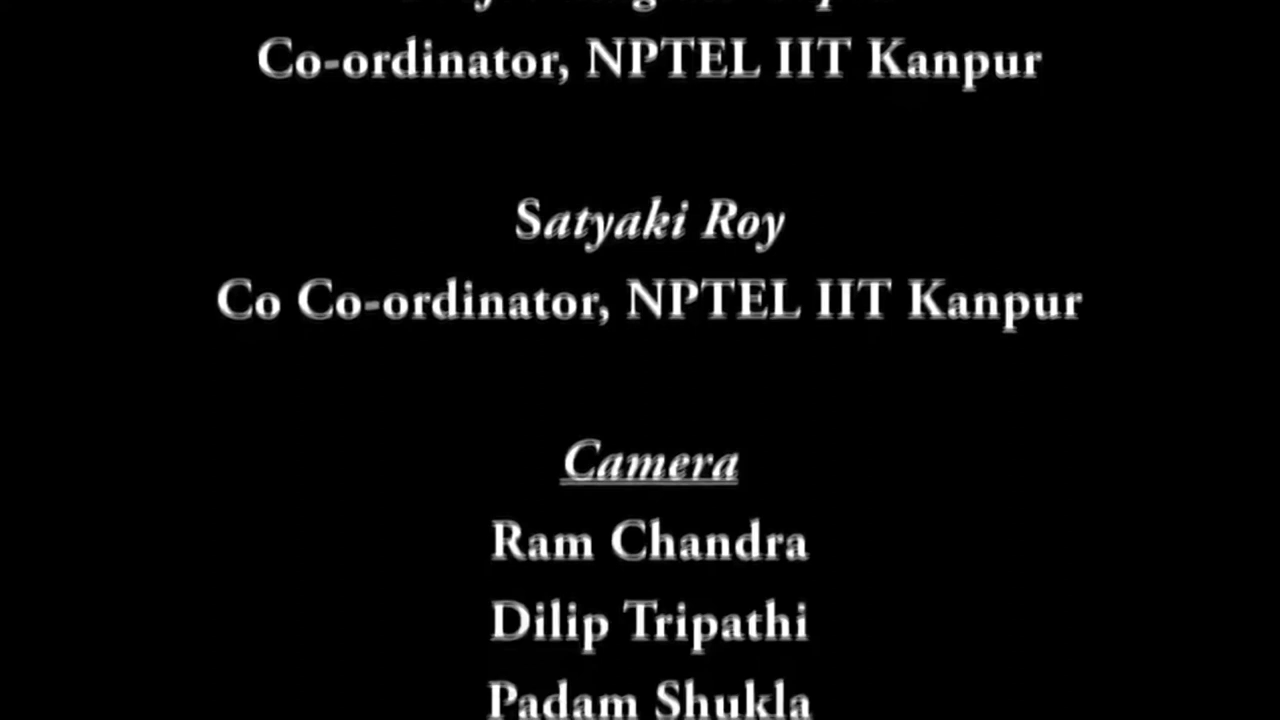 Co-ordinator, NPTEL IIT Kanpur
Satyaki Roy
Co Co-ordinator, NPTEL IIT Kanpur
Camera
Ram Chandra
Dilip Tripathi
Padam Shukla